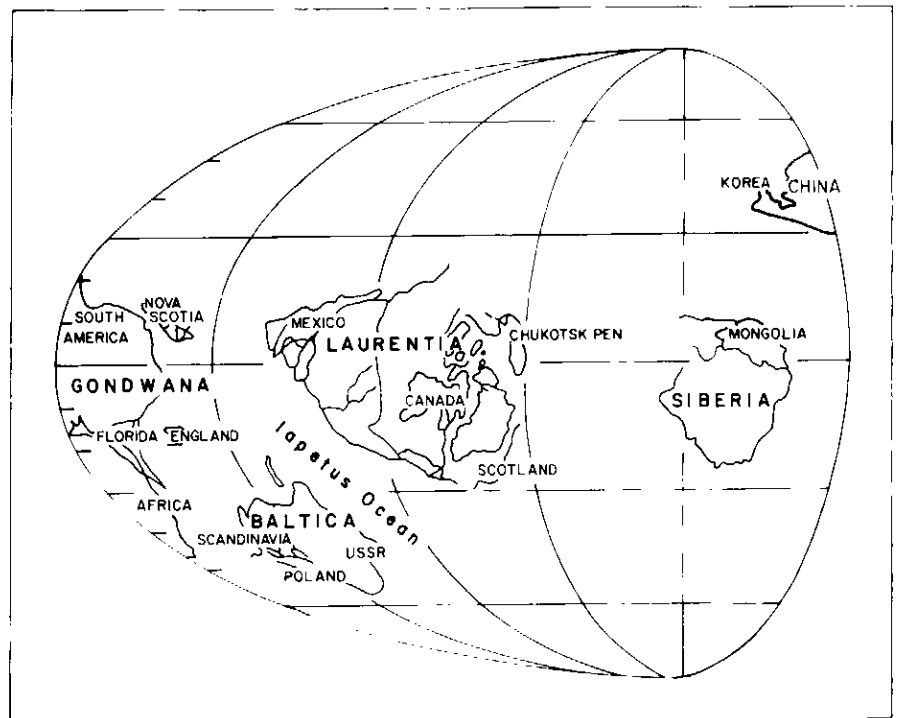 KOREA
CHINA
NOVA
SCOTIA
SOUTH
AMERICA
MEXICO
LAURENTIA
CHUKOTSK PEN
MONGOLIA
GONDWANA
CANADA
SIBERIA
FLORIDA
ENGLAND
Iapetus Ocean
SCOTLAND
AFRICA
BALTICA
SCANDINAVIA
USSR
POLAND